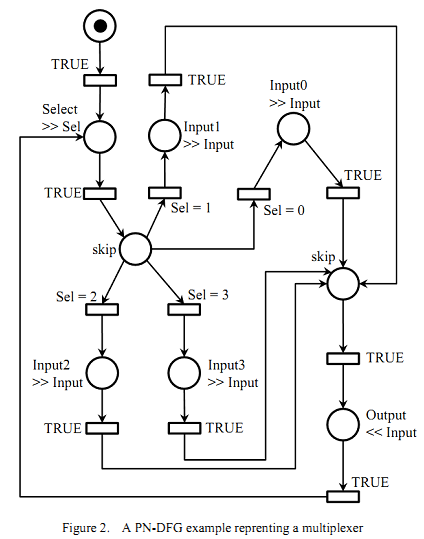 TRUE
TRUE
Select
>> Sel
Input1
>> Input
Input0
>> Input
TRUE
TRUE
Sel = 1
Sel = 0
skip
skip
Sel = 2
Sel = 3
Input2
>> Input
Input3
>> Input
TRUE
TRUE
TRUE
Output
<< Input
TRUE
Figure 2. A PN-DFG example reprenting a multiplexer